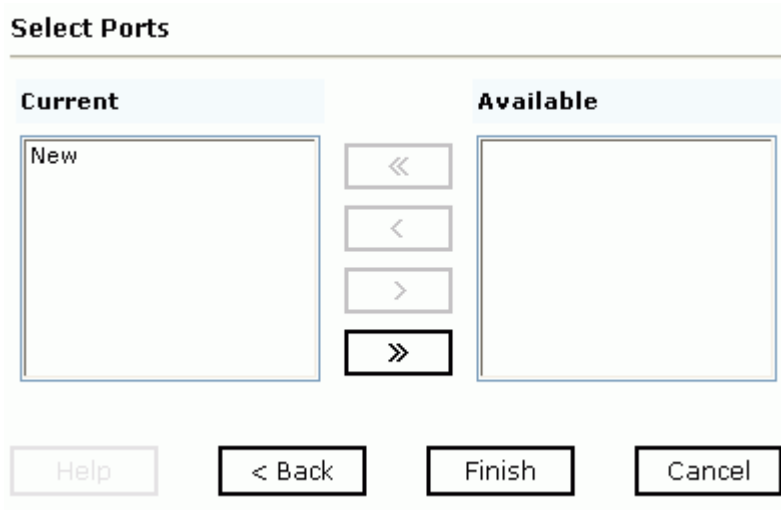 Select Ports
Current
Available
New
«
<
>
»
Help
< Back
Finish
Cancel